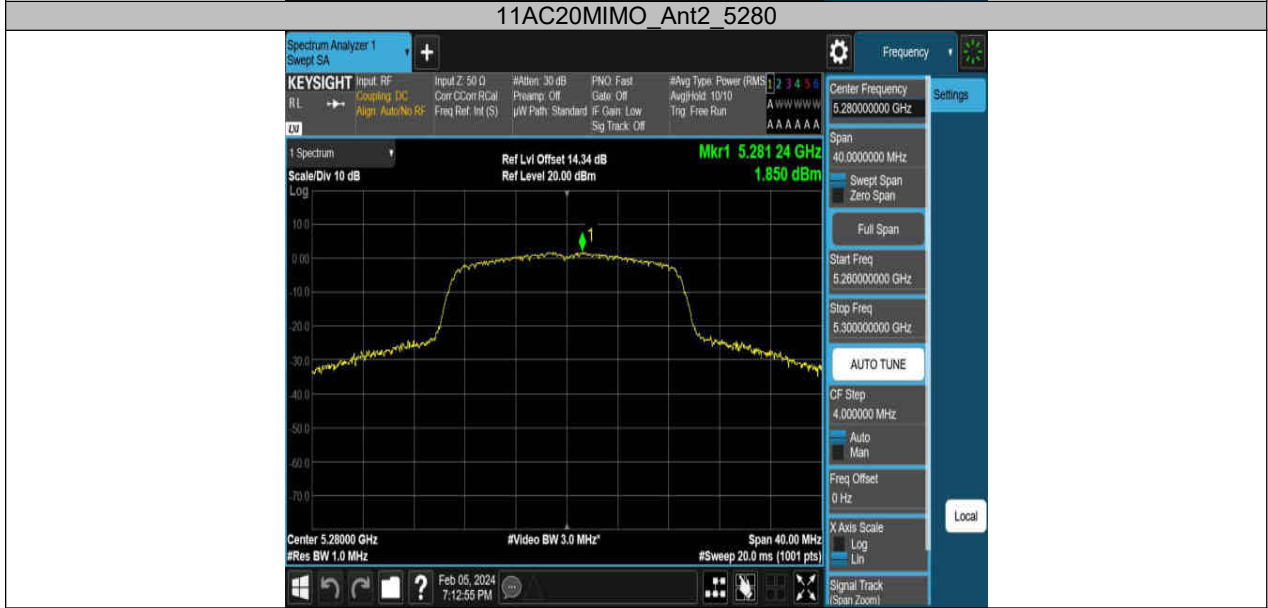 11AC20MIMO_Ant2_5280
Spectrum Analyzer 1
Swept SA
+
Frequency
KEYSIGHT
RL
LXI
Input: RF
Coupling: DC
Align: Auto/No RF
Input Z: 50 Ω
Corr CCorr RCal
Freq Ref: Int (S)
#Atten: 30 dB
Preamp: Off
µW Path: Standard
PNO: Fast
Gate: Off
IF Gain: Low
Sig Track: Off
#Avg Type: Power (RMS
Avg|Hold: 10/10
Trig: Free Run
1 2 3 4 5 6
A W W W W W
A A A A A A
1 Spectrum
Scale/Div 10 dB
Log
Ref Lvl Offset 14.34 dB
Ref Level 20.00 dBm
Mkr1 5.281 24 GHz
1.850 dBm
10.0
0.00
-10.0
-20.0
-30.0
-40.0
-50.0
-60.0
-70.0
1
Center 5.28000 GHz
#Res BW 1.0 MHz
#Video BW 3.0 MHz*
Span 40.00 MHz
#Sweep 20.0 ms (1001 pts)
?
Feb 05, 2024
7:12:55 PM
Center Frequency
5.280000000 GHz
Settings
Span
40.0000000 MHz
Swept Span
Zero Span
Full Span
Start Freq
5.260000000 GHz
Stop Freq
5.300000000 GHz
AUTO TUNE
CF Step
4.000000 MHz
Auto
Man
Freq Offset
0 Hz
X Axis Scale
Log
Lin
Local
Signal Track
(Span Zoom)